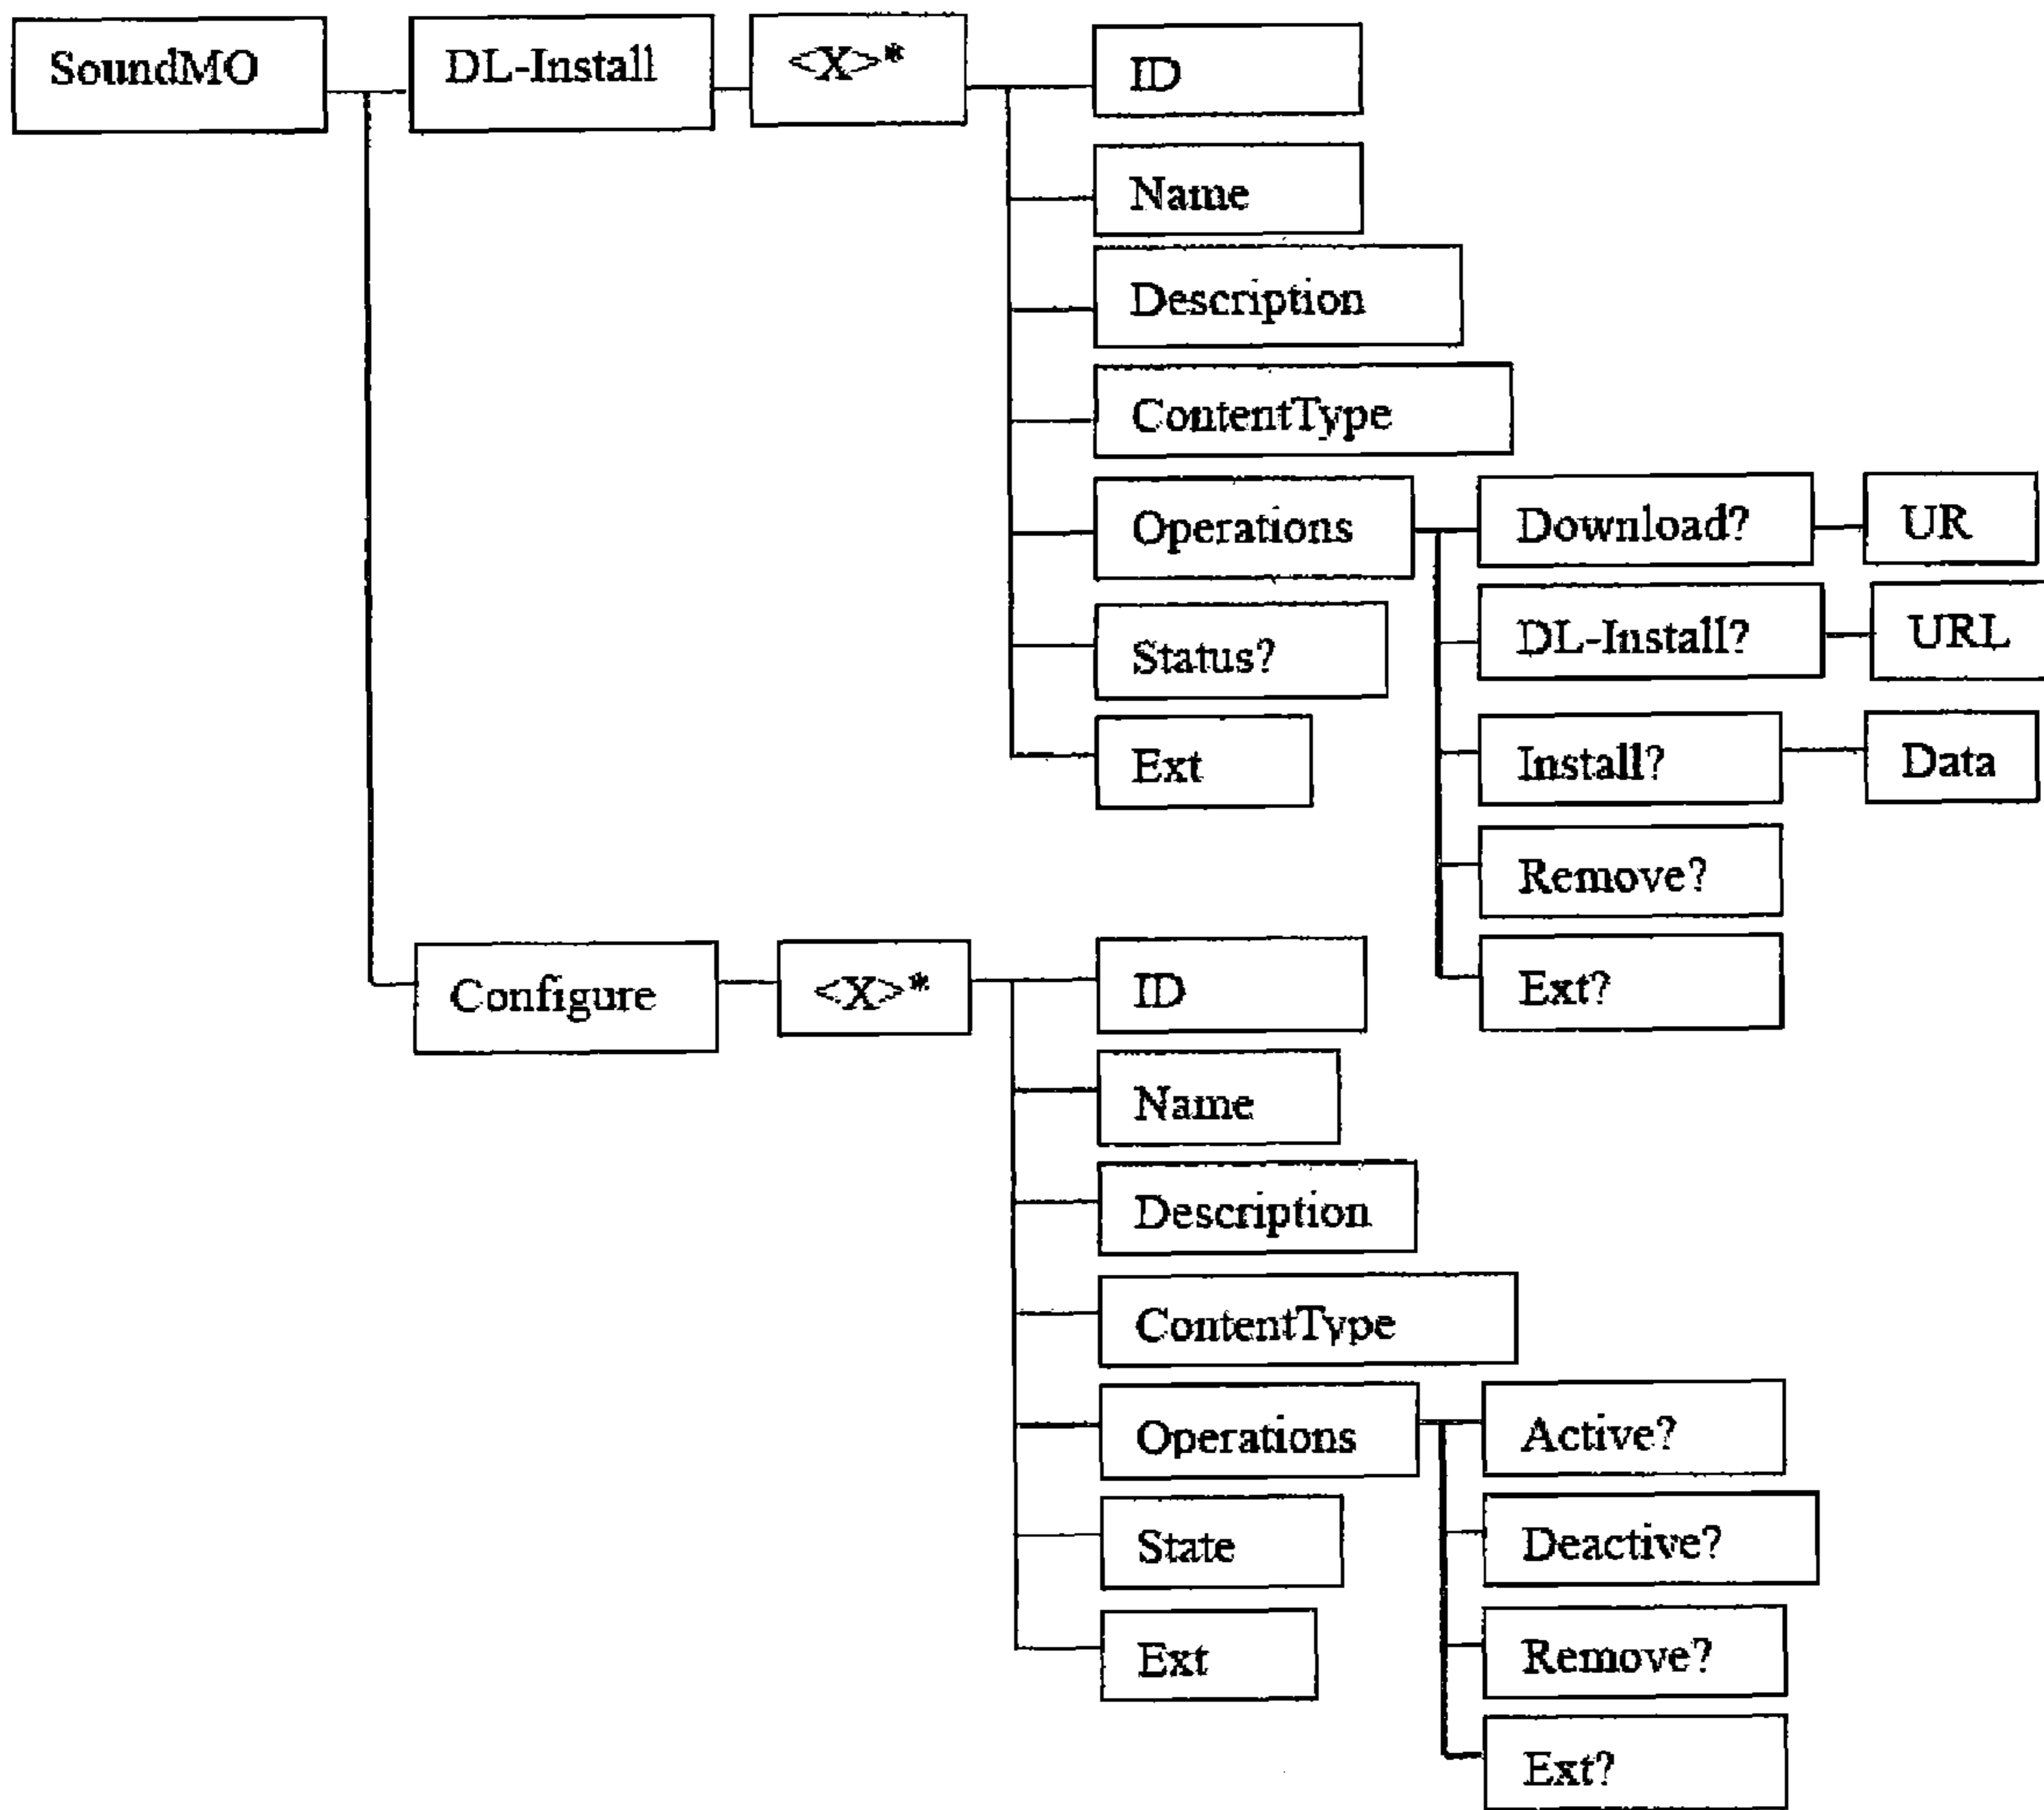 SoundMO
DL-Install
<X>*
ID
Name
Description
ContentType
Operations
Download?
UR
DL-Install?
URL
Install?
Data
Remove?
Ext?
Status?
Ext
Configure
<X>*
ID
Name
Description
ContentType
Operations
Active?
Deactive?
Remove?
Ext?
State
Ext